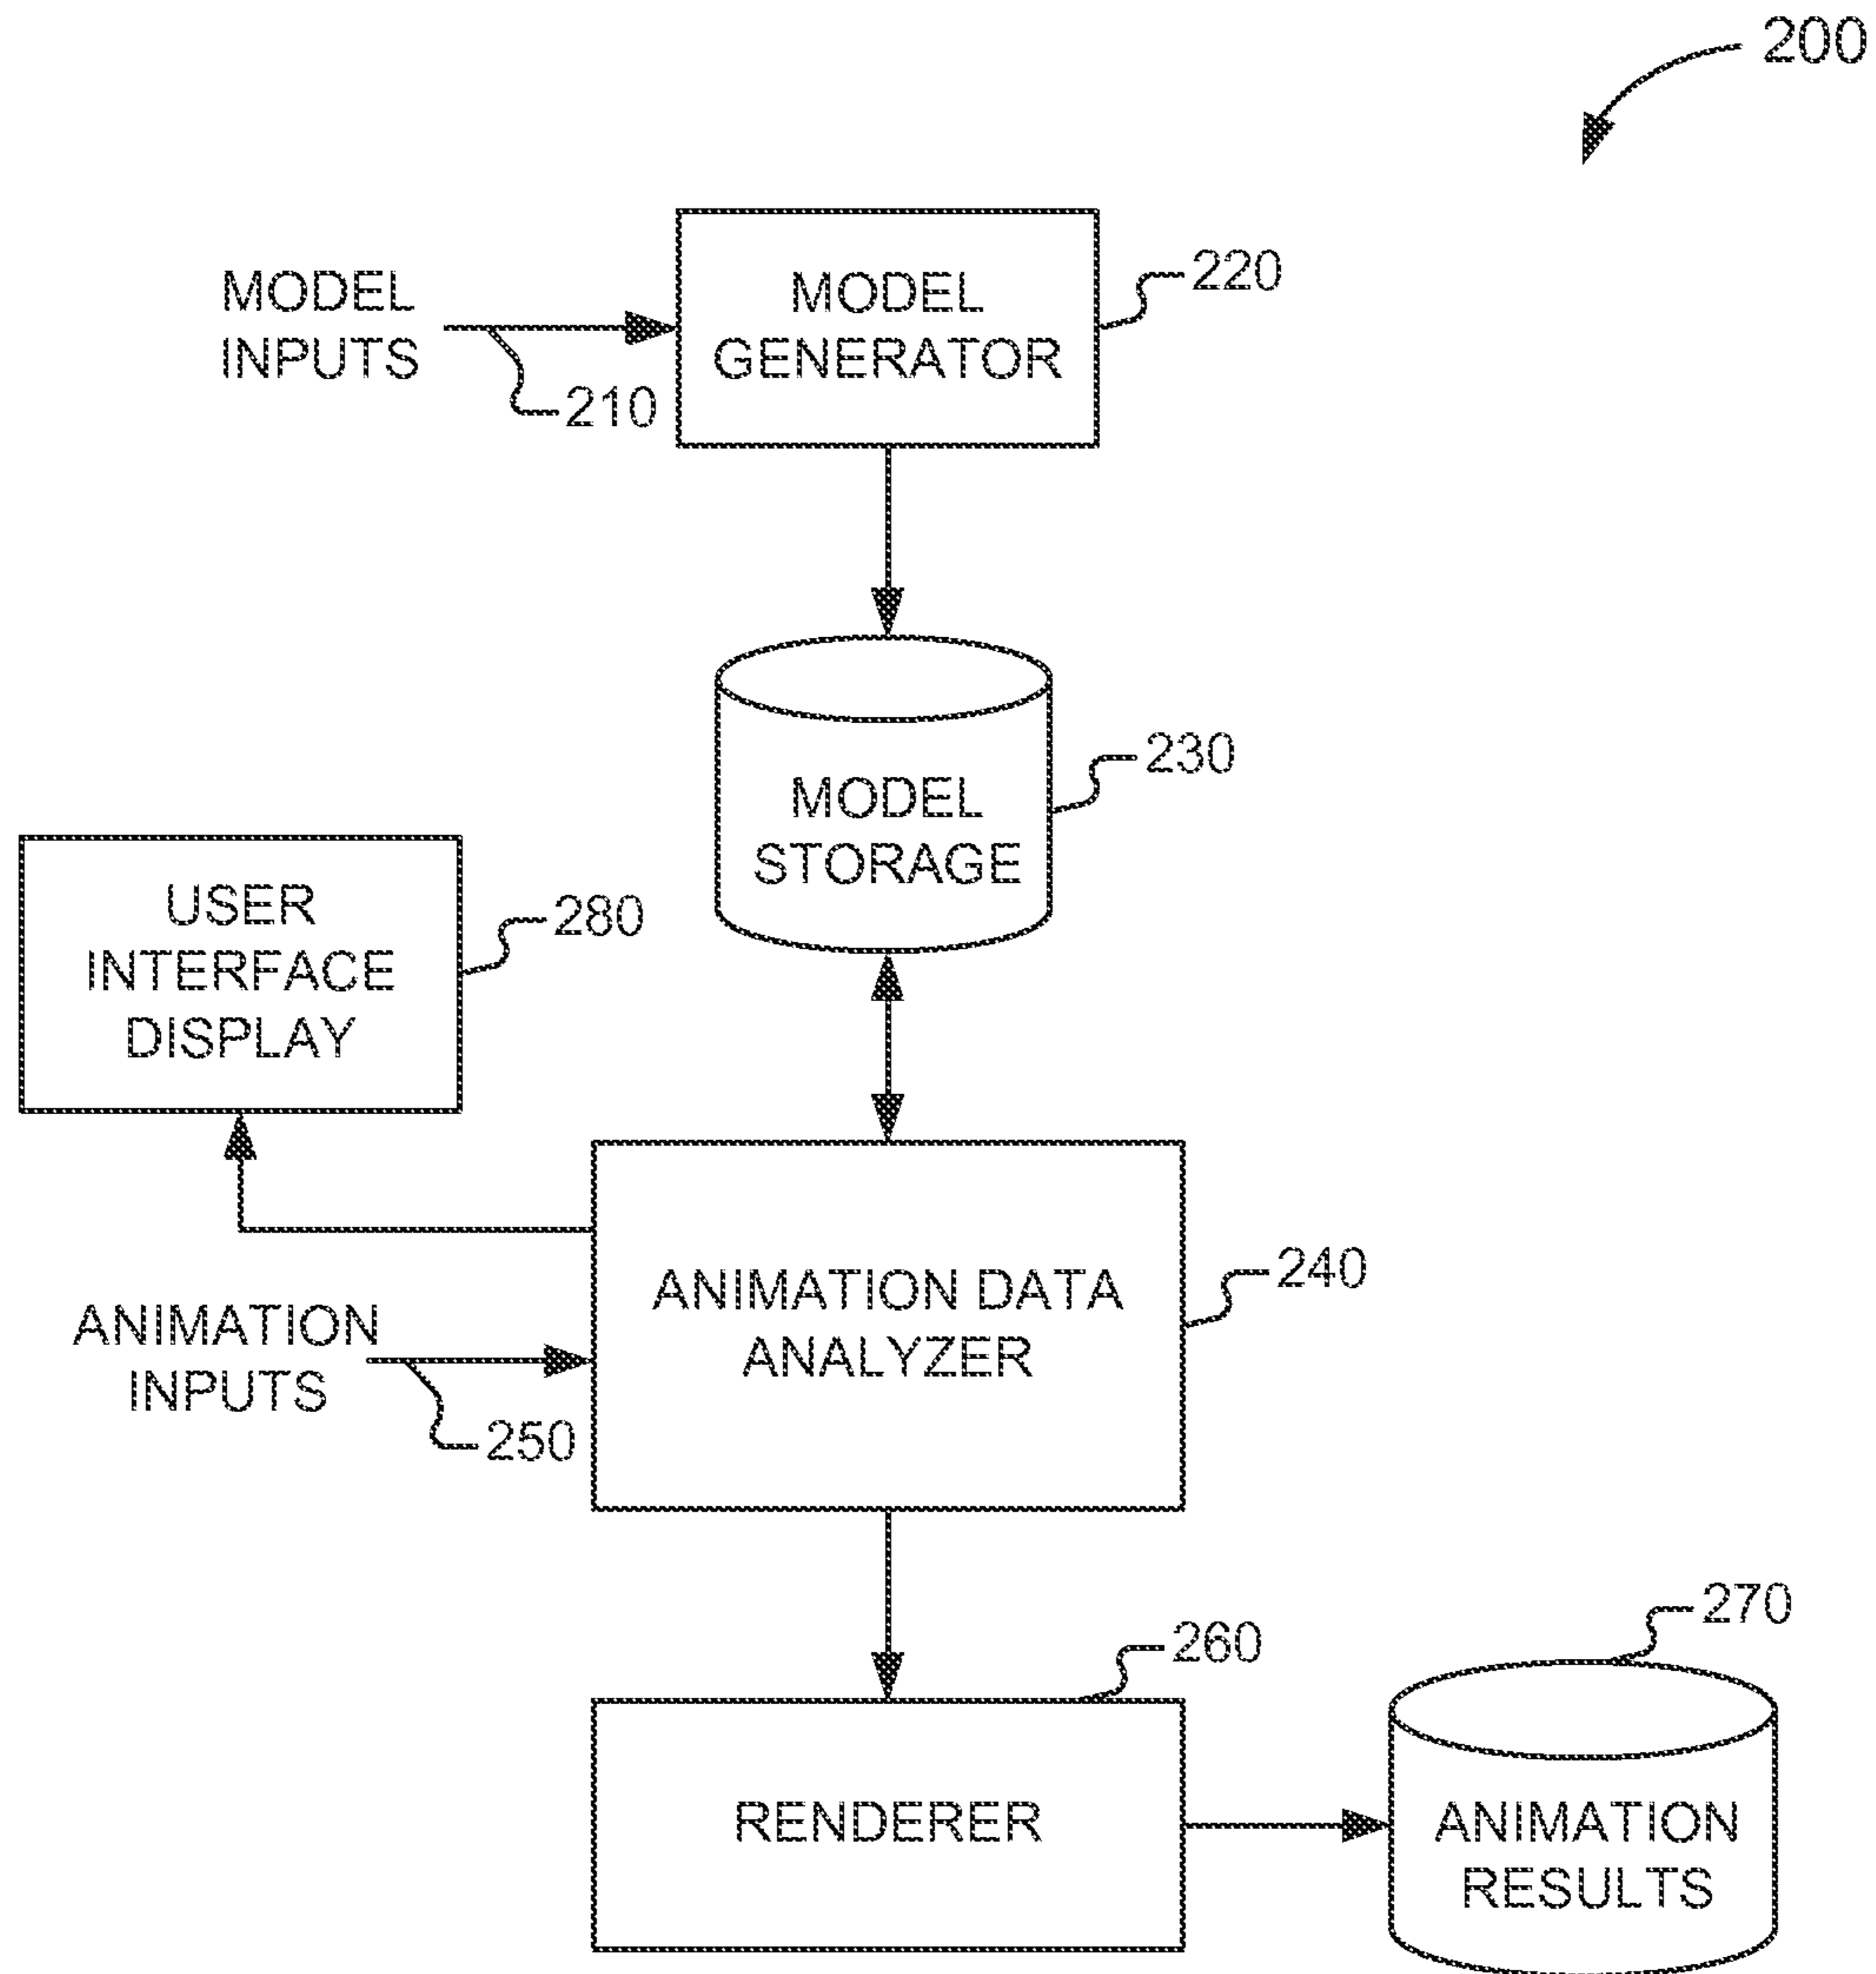 200
MODEL
INPUTS
210
MODEL
GENERATOR
220
MODEL
STORAGE
230
USER
INTERFACE
DISPLAY
280
ANIMATION DATA
ANALYZER
240
ANIMATION
INPUTS
250
RENDERER
260
ANIMATION
RESULTS
270